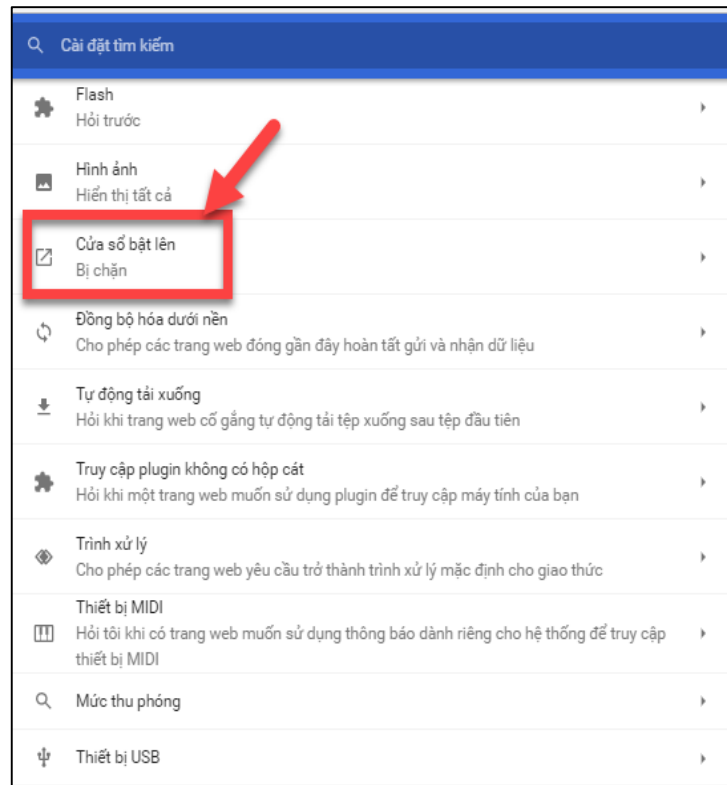 Cài đặt tìm kiếm
Flash
Hỏi trước
Hình ảnh
Hiển thị tất cả
Cửa sổ bật lên
Bị chặn
Đồng bộ hóa dưới nền
Cho phép các trang web đóng gần đây hoàn tất gửi và nhận dữ liệu
Tự động tải xuống
Hỏi khi trang web cố gắng tự động tải tệp xuống sau tệp đầu tiên
Truy cập plugin không có hộp cát
Hỏi khi một trang web muốn sử dụng plugin để truy cập máy tính của bạn
Trình xử lý
Cho phép các trang web yêu cầu trở thành trình xử lý mặc định cho giao thức
Thiết bị MIDI
Hỏi tôi khi có trang web muốn sử dụng thông báo dành riêng cho hệ thống để truy cập
thiết bị MIDI
Mức thu phóng
Thiết bị USB